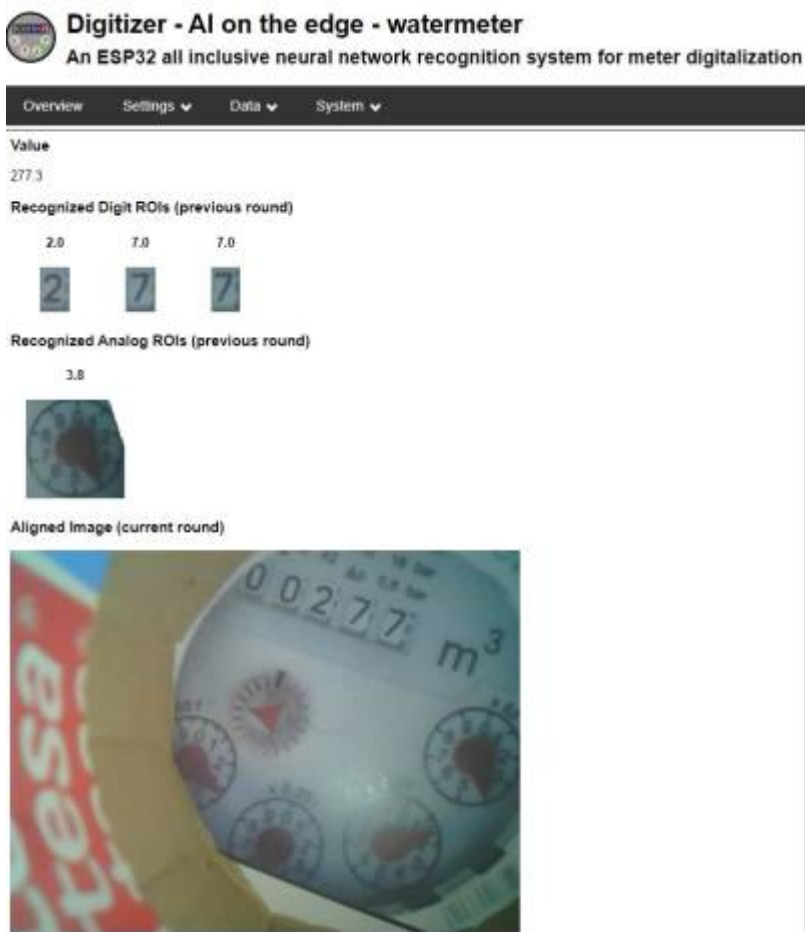 Digitizer - AI on the edge - watermeter
An ESP32 all inclusive neural network recognition system for meter digitalization
Overview Settings Data System
Value
277.3
Recognized Digit ROIs (previous round)
2.0 7.0 7.0
2 7 7
Recognized Analog ROIs (previous round)
3.8
Aligned Image (current round)
00277 m³